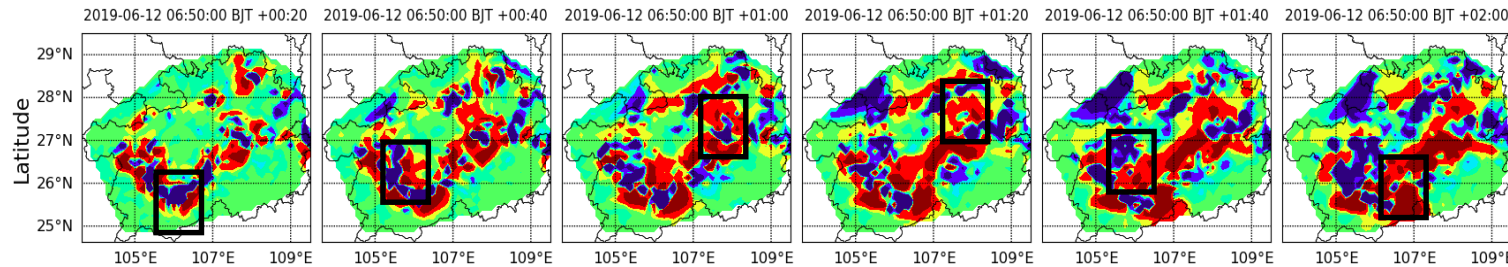 2019-06-12 06:50:00 BJT +00:20 2019-06-12 06:50:00 BJT +00:40 2019-06-12 06:50:00 BJT +01:00 2019-06-12 06:50:00 BJT +01:20 2019-06-12 06:50:00 BJT +01:40 2019-06-12 06:50:00 BJT +02:00
29°N
28°N
27°N
26°N
25°N
Latitude
105°E 107°E 109°E 105°E 107°E 109°E 105°E 107°E 109°E 105°E 107°E 109°E 105°E 107°E 109°E 105°E 107°E 109°E